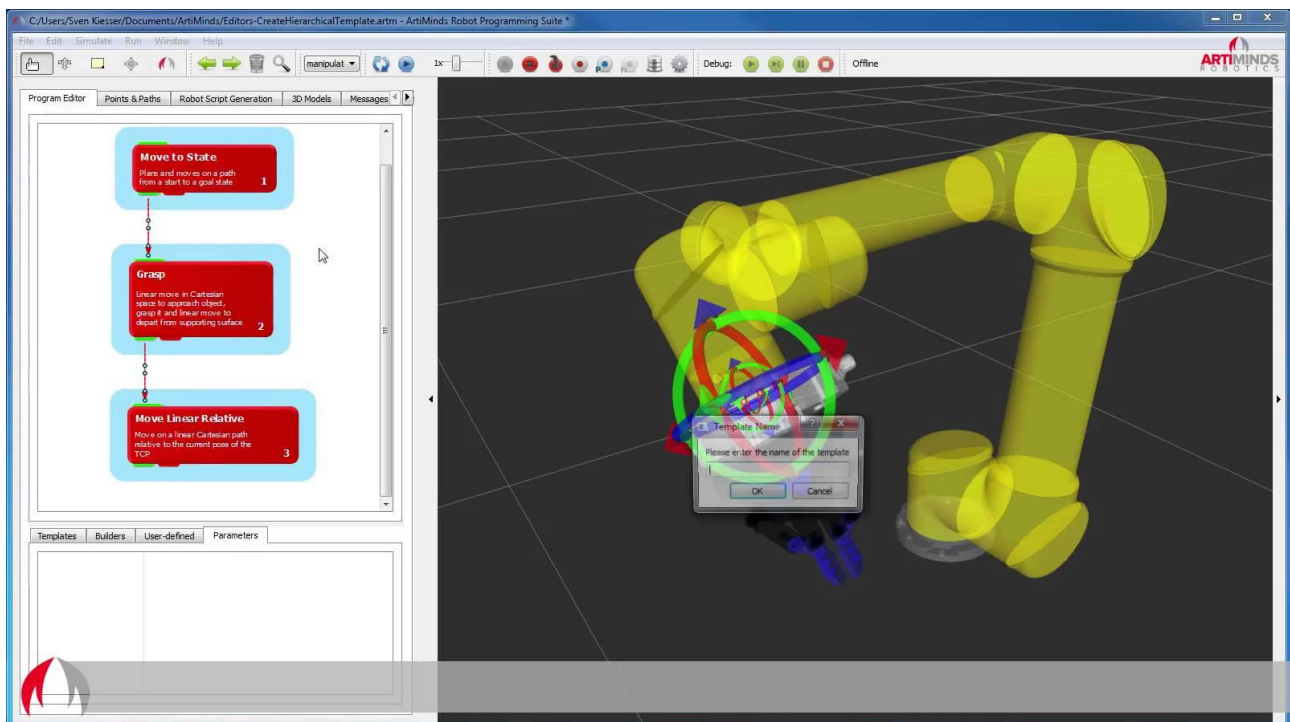 C:/Users/Sven Kiesser/Documents/ArtiMinds/Editors-CreateHierarchicalTemplate.artm - ArtiMinds Robot Programming Suite *
File Edit Simulate Run Window Help
manipulat
1x
Debug:
Offline
ARTIMINDS
ROBOTICS
Program Editor
Points & Paths
Robot Script Generation
3D Models
Messages
Move to State
Plans and moves on a path
from a start to a goal state
1
Grasp
Linear move in Cartesian
space to approach object,
grasp it and linear move to
depart from supporting surface
2
Move Linear Relative
Move on a linear Cartesian path
relative to the current pose of the
TCP
3
Template Name
Please enter the name of the template
OK
Cancel
Templates
Builders
User-defined
Parameters